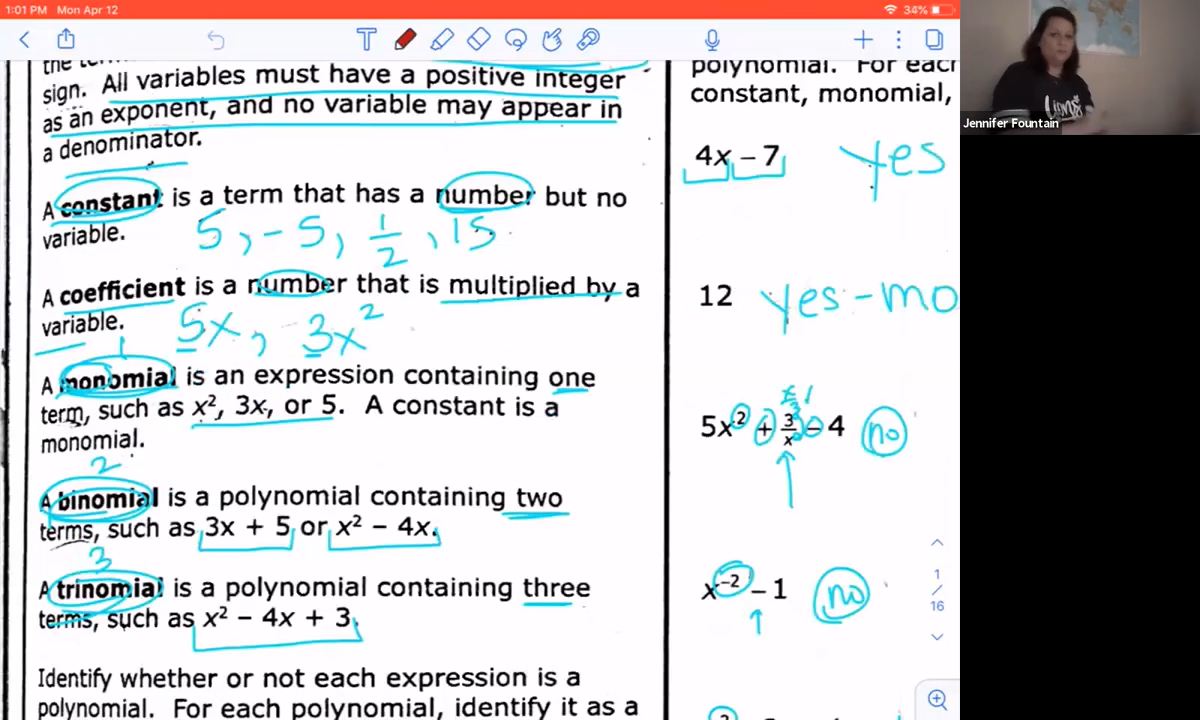 1:01 PM Mon Apr 12
34%
sign. All variables must have a positive integer
as an exponent, and no variable may appear in
a denominator.
A constant is a term that has a number but no
variable. 5, -5, 1/2, 15
A coefficient is a number that is multiplied by a
variable. 5x, 3x²
1
A monomial is an expression containing one
term, such as x², 3x, or 5. A constant is a
monomial.
2
A binomial is a polynomial containing two
terms, such as 3x + 5 or x² – 4x.
3
A trinomial is a polynomial containing three
terms, such as x² – 4x + 3.
Identify whether or not each expression is a
polynomial. For each polynomial, identify it as a
polynomial. For each
constant, monomial,
4x – 7 yes
12 yes - mo
5x² + 3/x – 4 no
x⁻² – 1 no
1
/
16
Lions
Jennifer Fountain